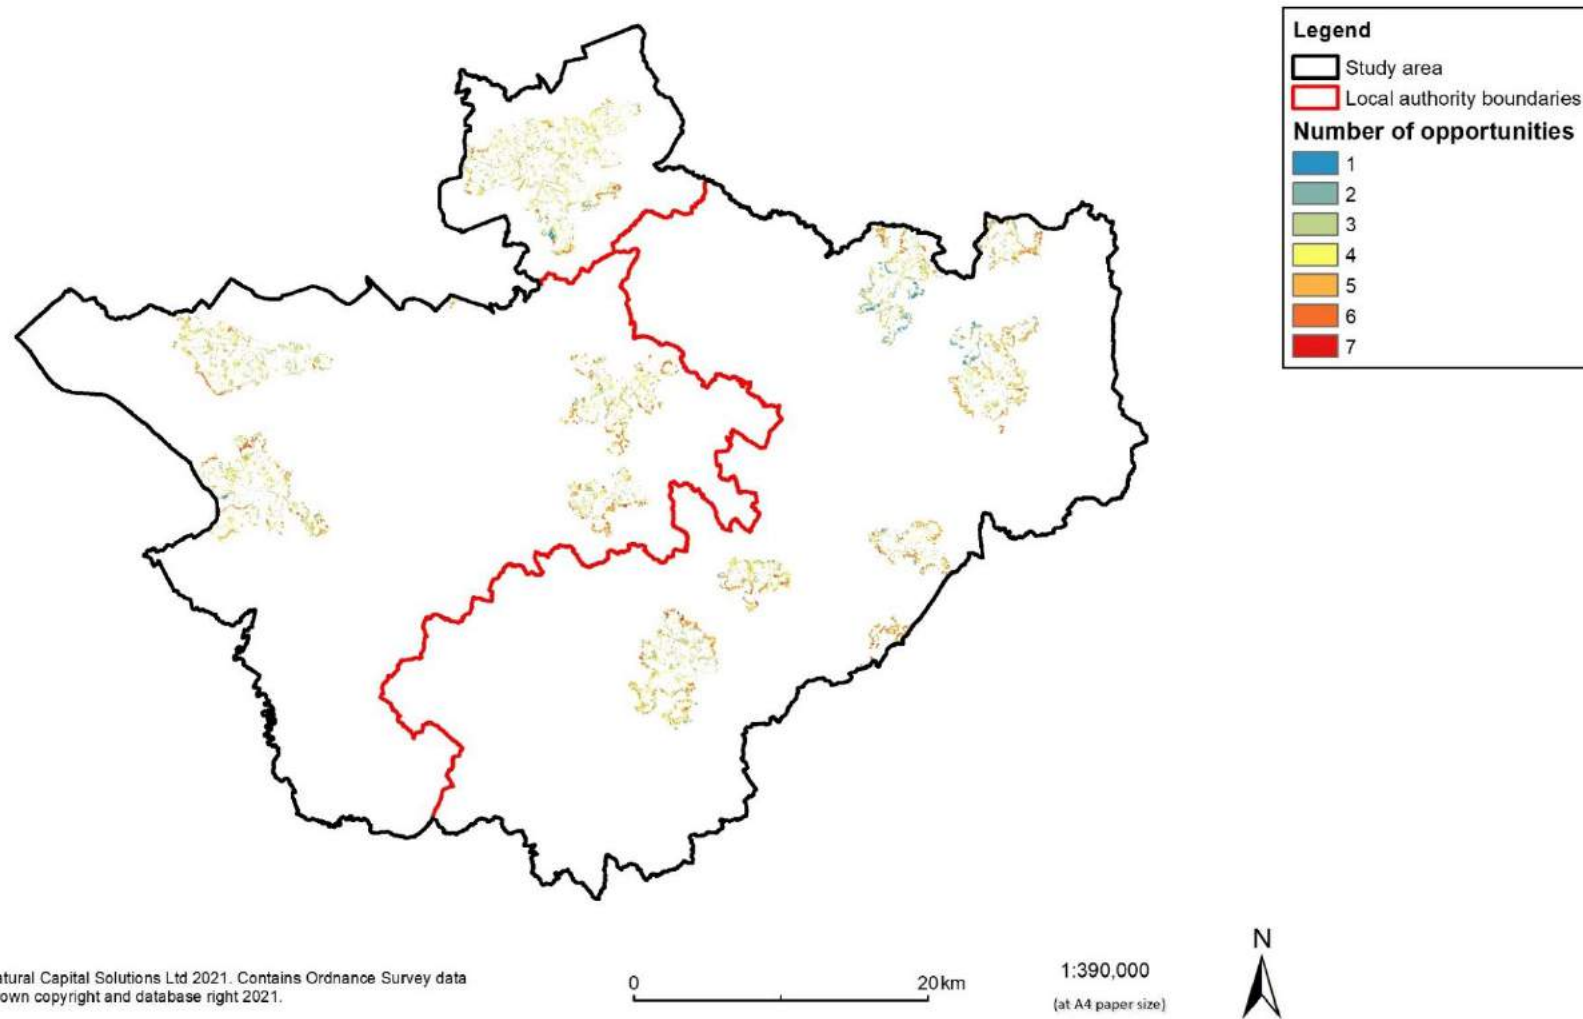 Legend
Study area
Local authority boundaries
Number of opportunities
1
2
3
4
5
6
7
atural Capital Solutions Ltd 2021. Contains Ordnance Survey data
own copyright and database right 2021.
0 20km
1:390,000
(at A4 paper size)
N